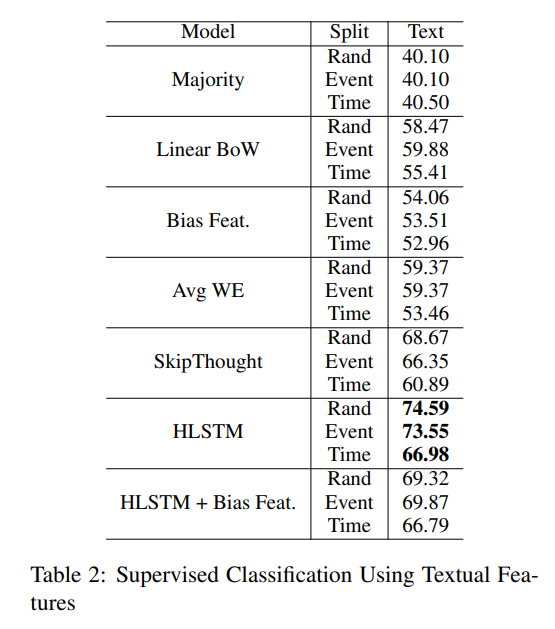 Model Split Text
Rand 40.10
Majority Event 40.10
Time 40.50
Rand 58.47
Linear BoW Event 59.88
Time 55.41
Rand 54.06
Bias Feat. Event 53.51
Time 52.96
Rand 59.37
Avg WE Event 59.37
Time 53.46
Rand 68.67
SkipThought Event 66.35
Time 60.89
Rand 74.59
HLSTM Event 73.55
Time 66.98
Rand 69.32
HLSTM + Bias Feat. Event 69.87
Time 66.79
Table 2: Supervised Classification Using Textual Fea-
tures